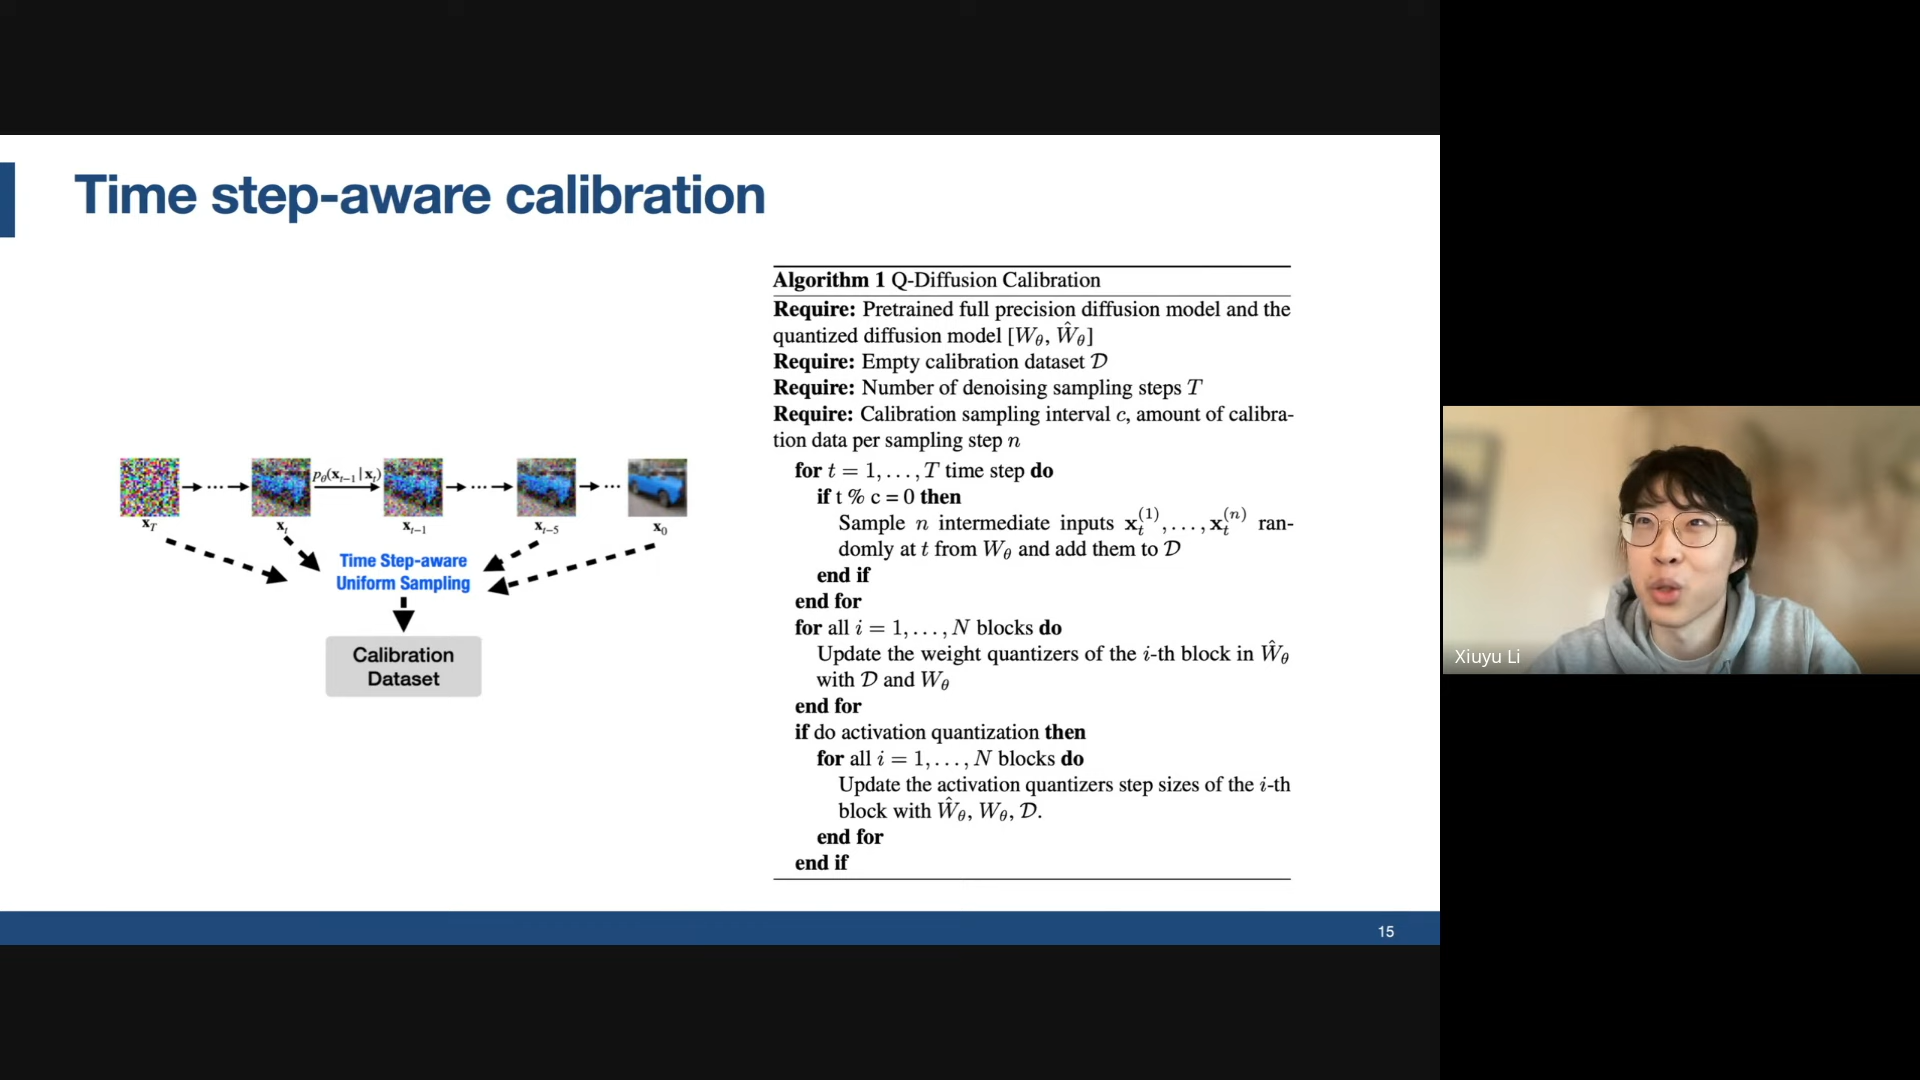 Time step-aware calibration
x_T
x_t
p_θ(x_{t−1}|x_t)
x_{t−1}
x_{t−5}
x_0
Time Step-aware
Uniform Sampling
Calibration
Dataset
Algorithm 1 Q-Diffusion Calibration
Require: Pretrained full precision diffusion model and the
quantized diffusion model [W_θ, Ŵ_θ]
Require: Empty calibration dataset 𝒟
Require: Number of denoising sampling steps T
Require: Calibration sampling interval c, amount of calibra-
tion data per sampling step n
for t = 1, . . . , T time step do
if t % c = 0 then
Sample n intermediate inputs x_t^{(1)}, . . . , x_t^{(n)} ran-
domly at t from W_θ and add them to 𝒟
end if
end for
for all i = 1, . . . , N blocks do
Update the weight quantizers of the i-th block in Ŵ_θ
with 𝒟 and W_θ
end for
if do activation quantization then
for all i = 1, . . . , N blocks do
Update the activation quantizers step sizes of the i-th
block with Ŵ_θ, W_θ, 𝒟.
end for
end if
15
Xiuyu Li